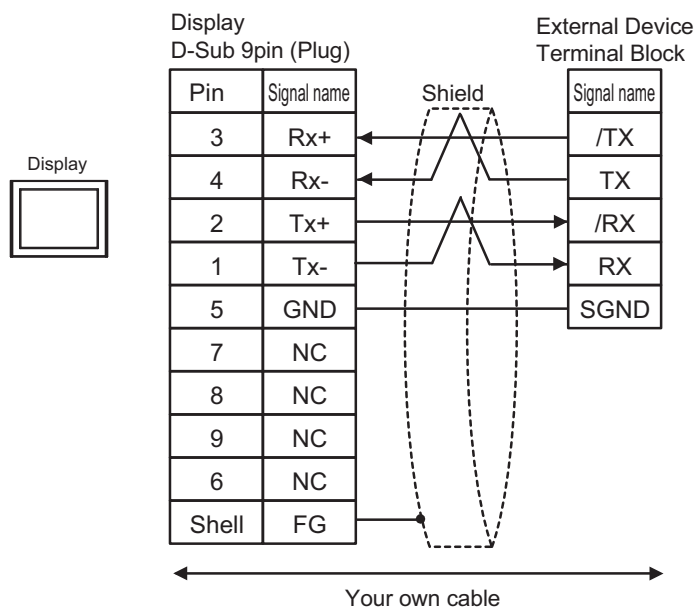 Display
D-Sub 9pin (Plug)
External Device
Terminal Block
Pin Signal name Shield Signal name
3 Rx+ /TX
4 Rx- TX
Display
2 Tx+ /RX
1 Tx- RX
5 GND SGND
7 NC
8 NC
9 NC
6 NC
Shell FG
Your own cable